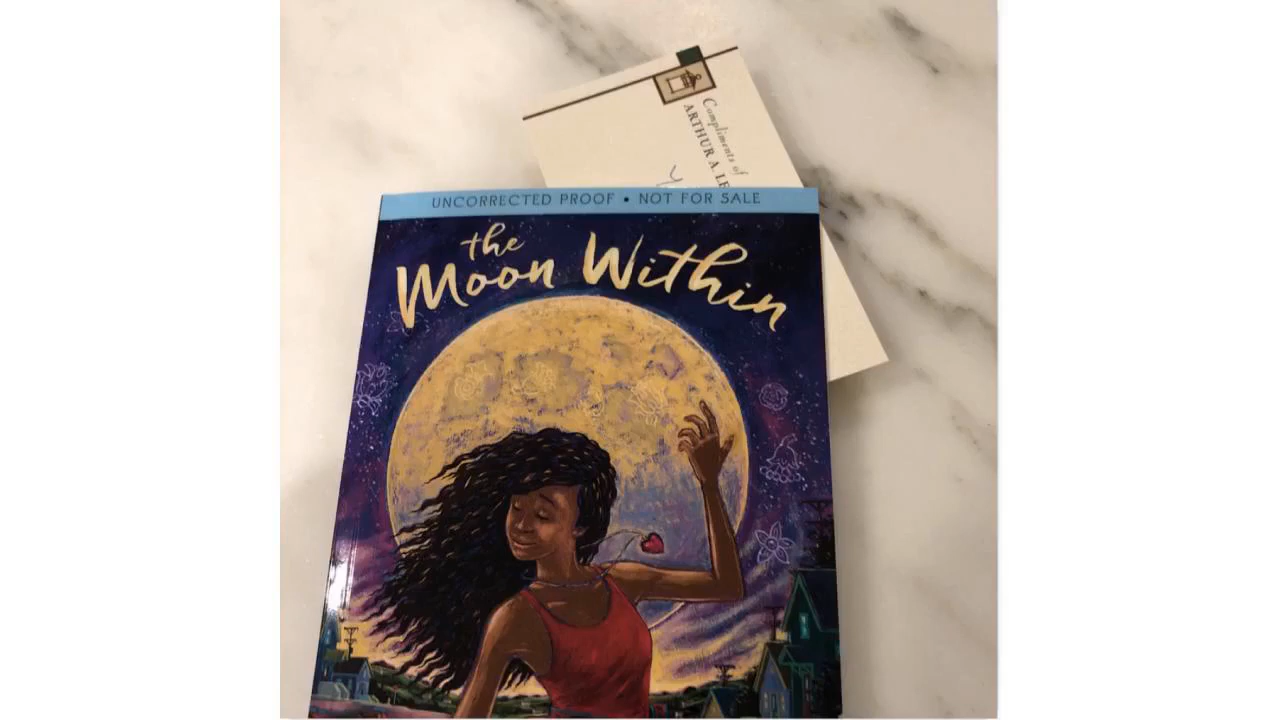 Compliments of
ARTHUR A. LE
UNCORRECTED PROOF • NOT FOR SALE
the
Moon Within